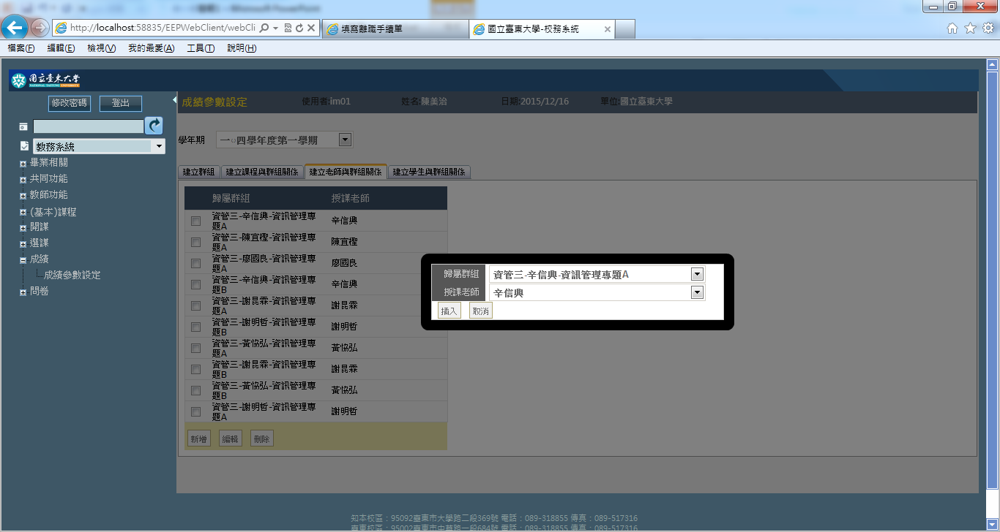 http://localhost:58835/EEPWebClient/webCli
填寫離職手續單
國立臺東大學-校務系統
檔案(F) 編輯(E) 檢視(V) 我的最愛(A) 工具(T) 說明(H)
國立臺東大學
NATIONAL TAITUNG UNIVERSITY
修改密碼 登出
成績參數設定 使用者:im01 姓名:陳美治 日期:2015/12/16 單位:國立臺東大學
教務系統
畢業相關
共同功能
教師功能
(基本)課程
開課
選課
成績
成績參數設定
問卷
學年期 一○四學年度第一學期
建立群組 建立課程與群組關係 建立老師與群組關係 建立學生與群組關係
歸屬群組 授課老師
資管三-辛信興-資訊管理專
題A 辛信興
資管三-陳宜檉-資訊管理專
題A 陳宜檉
資管三-廖國良-資訊管理專
題A 廖國良
資管三-辛信興-資訊管理專
題B 辛信興
資管三-謝昆霖-資訊管理專
題A 謝昆霖
資管三-謝明哲-資訊管理專
題B 謝明哲
資管三-黃恊弘-資訊管理專
題A 黃恊弘
資管三-謝昆霖-資訊管理專
題B 謝昆霖
資管三-黃恊弘-資訊管理專
題B 黃恊弘
資管三-謝明哲-資訊管理專
題A 謝明哲
新增 編輯 刪除
歸屬群組 資管三-辛信興-資訊管理專題A
授課老師 辛信興
插入 取消
知本校區：95092臺東市大學路二段369號 電話：089-318855 傳真：089-517316
臺東校區：95002臺東市中華路一段684號 電話：089-318855 傳真：089-517316